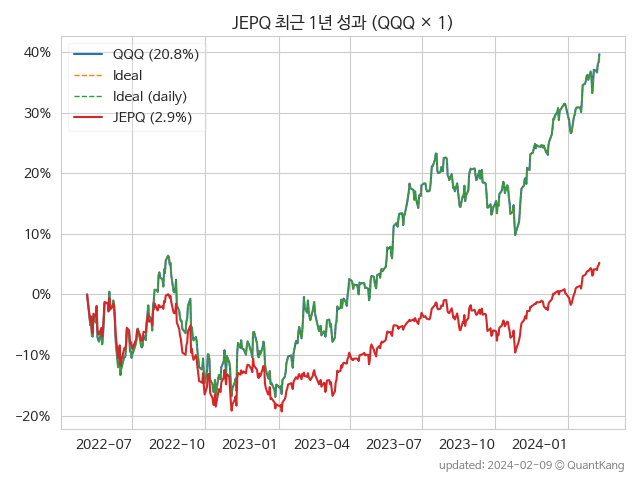 JEPQ 최근 1년 성과 (QQQ × 1)
QQQ (20.8%)
Ideal
Ideal (daily)
JEPQ (2.9%)
40%
30%
20%
10%
0%
−10%
−20%
2022-07 2022-10 2023-01 2023-04 2023-07 2023-10 2024-01
updated: 2024-02-09 © QuantKang